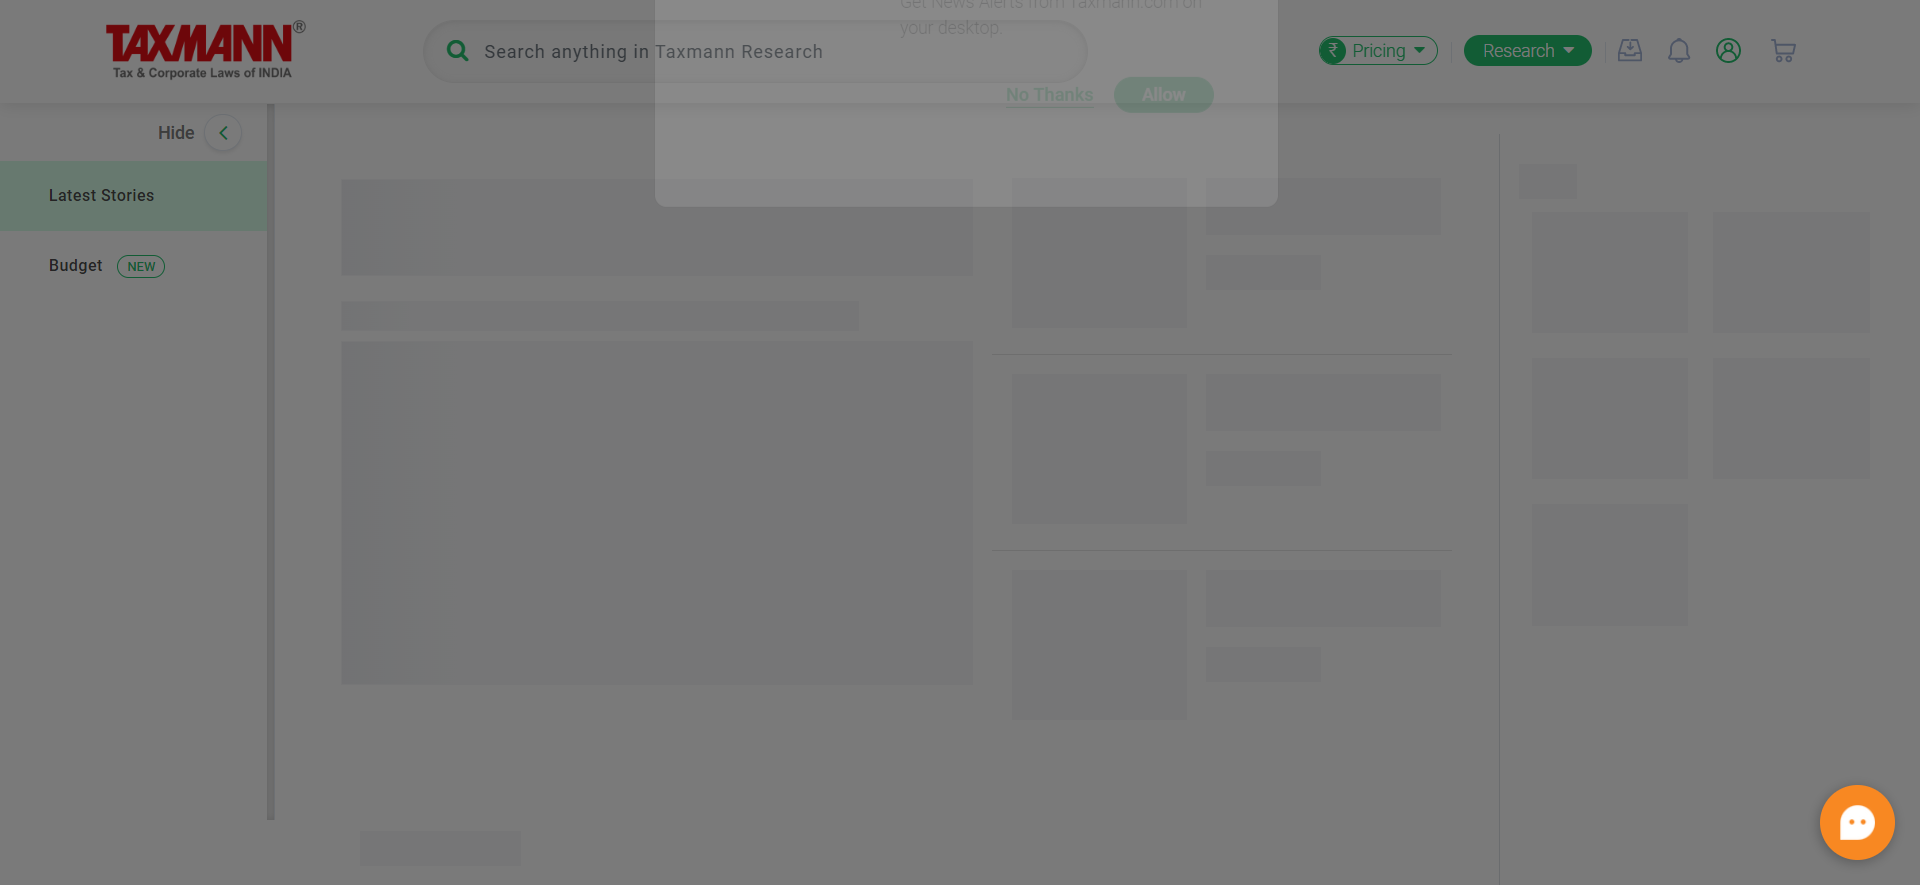 Get News Alerts from Taxmann.com on
your desktop.
TAXMANN®
Tax & Corporate Laws of INDIA
Search anything in Taxmann Research
₹ Pricing
Research
No Thanks
Allow
Hide
Latest Stories
Budget NEW